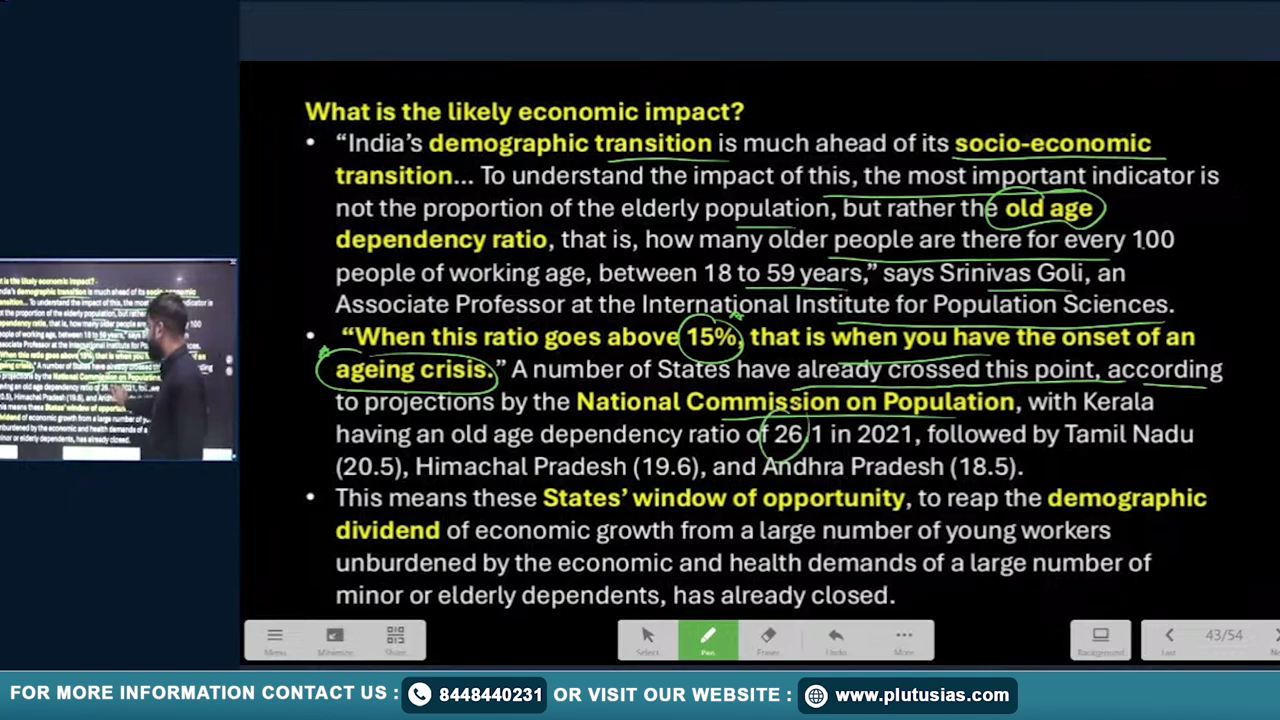 What is the likely economic impact?
• “India’s demographic transition is much ahead of its socio-economic
transition... To understand the impact of this, the most important indicator is
not the proportion of the elderly population, but rather the old age
dependency ratio, that is, how many older people are there for every 100
people of working age, between 18 to 59 years,” says Srinivas Goli, an
Associate Professor at the International Institute for Population Sciences.
• “When this ratio goes above 15%, that is when you have the onset of an
ageing crisis.” A number of States have already crossed this point, according
to projections by the National Commission on Population, with Kerala
having an old age dependency ratio of 26.1 in 2021, followed by Tamil Nadu
(20.5), Himachal Pradesh (19.6), and Andhra Pradesh (18.5).
• This means these States’ window of opportunity, to reap the demographic
dividend of economic growth from a large number of young workers
unburdened by the economic and health demands of a large number of
minor or elderly dependents, has already closed.
Menu Minimize Share Select Pen Eraser Undo More Background Last 43/54
FOR MORE INFORMATION CONTACT US : 8448440231 OR VISIT OUR WEBSITE : www.plutusias.com